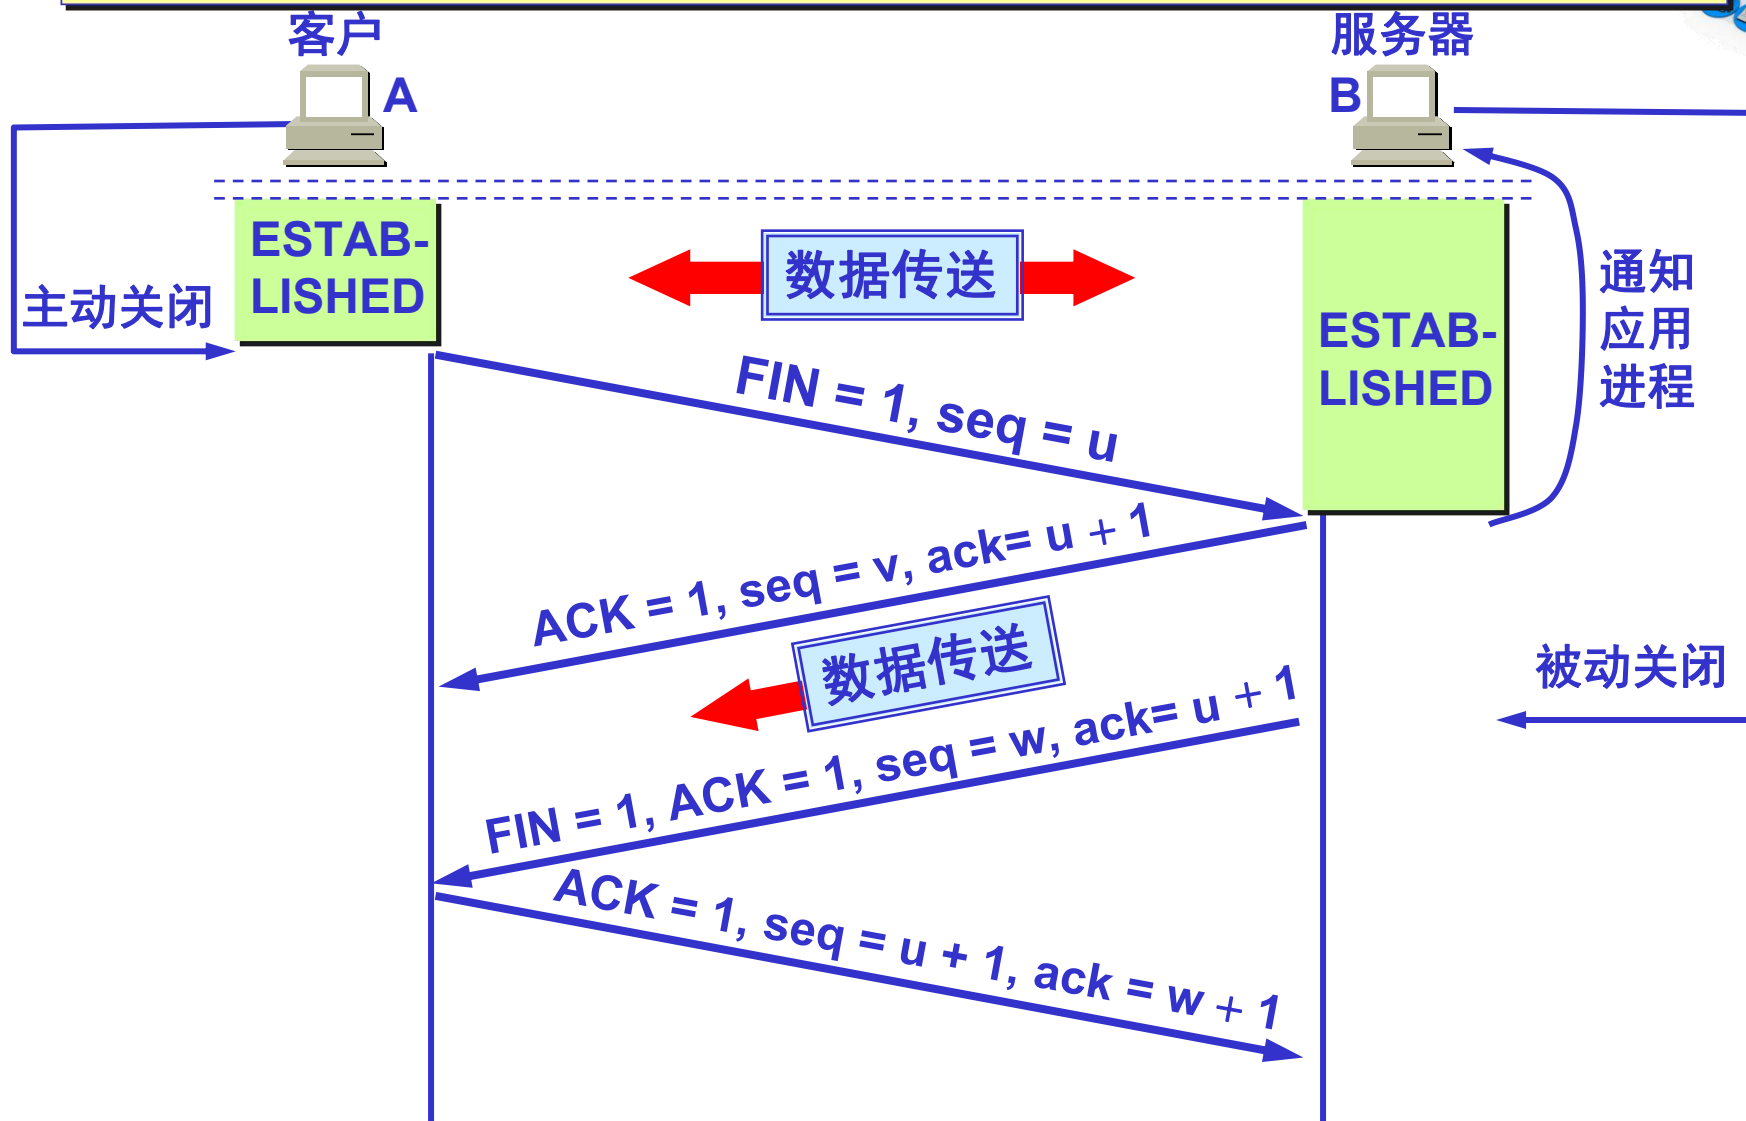 客户
服务器
A
B
ESTAB-
LISHED
数据传送
主动关闭
ESTAB-
LISHED
通知
应用
进程
FIN = 1, seq = u
ACK = 1, seq = v, ack= u + 1
数据传送
被动关闭
FIN = 1, ACK = 1, seq = w, ack= u + 1
ACK = 1, seq = u + 1, ack = w + 1